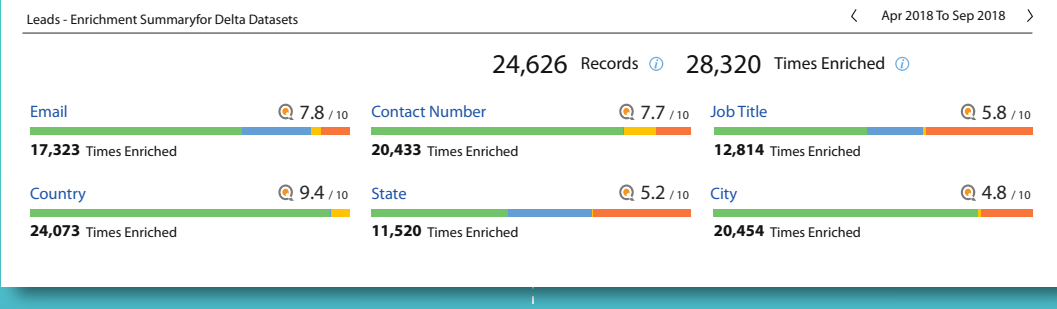 Leads - Enrichment Summaryfor Delta Datasets
Apr 2018 To Sep 2018
24,626 Records 28,320 Times Enriched
Email 7.8 / 10 Contact Number 7.7 / 10 Job Title 5.8 / 10
17,323 Times Enriched 20,433 Times Enriched 12,814 Times Enriched
Country 9.4 / 10 State 5.2 / 10 City 4.8 / 10
24,073 Times Enriched 11,520 Times Enriched 20,454 Times Enriched